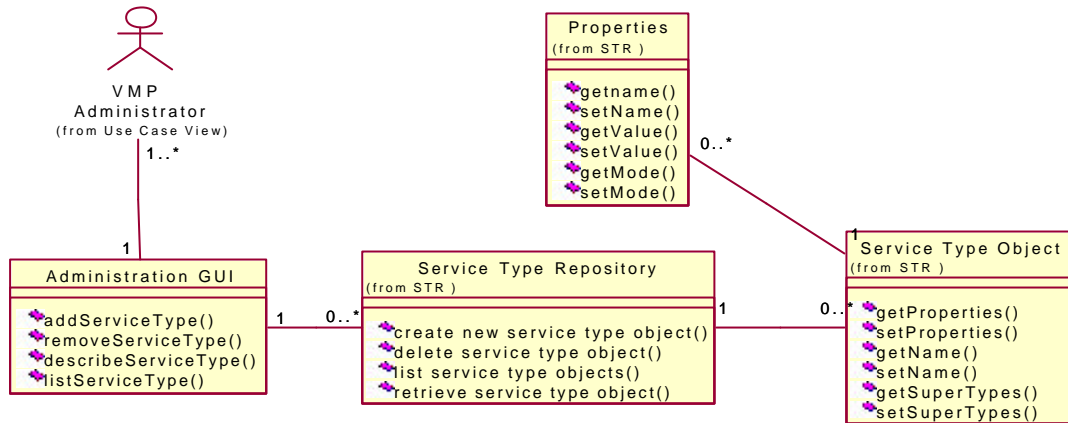 VMP
Administrator
(from Use Case View)
1..*
1
Administration GUI
addServiceType()
removeServiceType()
describeServiceType()
listServiceType()
1
0..*
Service Type Repository
(from STR )
create new service type object()
delete service type object()
list service type objects()
retrieve service type object()
1
0..*
Properties
(from STR )
getname()
setName()
getValue()
setValue()
getMode()
setMode()
0..*
1
Service Type Object
(from STR )
getProperties()
setProperties()
getName()
setName()
getSuperTypes()
setSuperTypes()